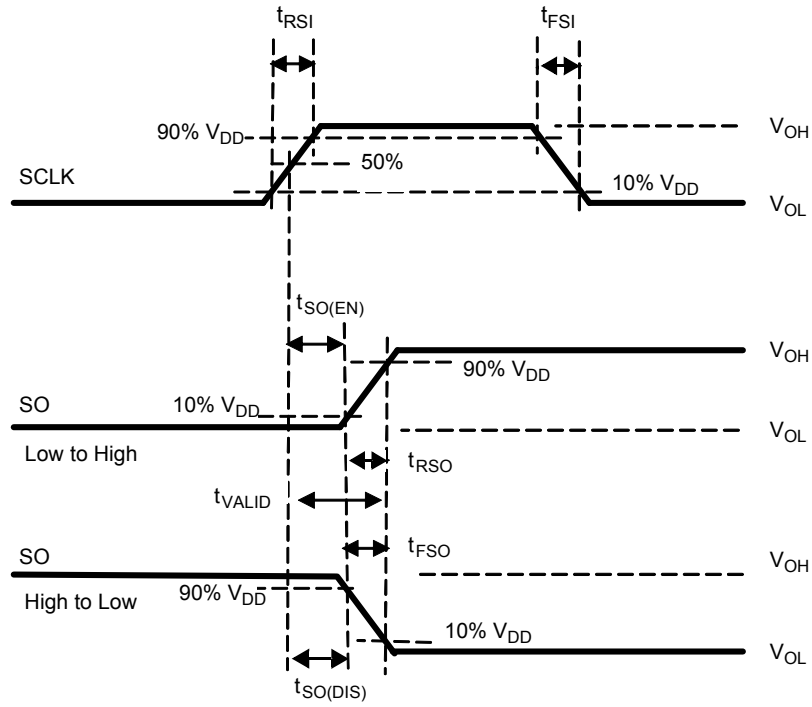 tRSI
tFSI
90% VDD
VOH
50%
SCLK
10% VDD
VOL
tSO(EN)
VOH
90% VDD
10% VDD
SO
VOL
Low to High
tRSO
tVALID
tFSO
SO
VOH
90% VDD
High to Low
10% VDD
VOL
tSO(DIS)